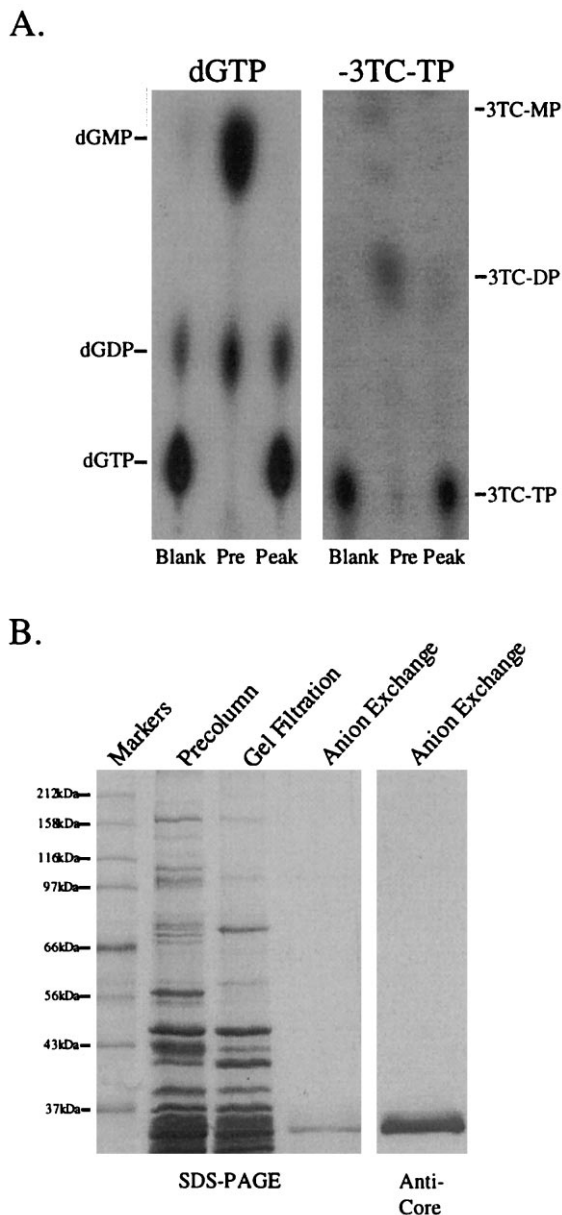 A.
dGTP
-3TC-TP
dGMP
dGDP
dGTP
-3TC-MP
-3TC-DP
-3TC-TP
Blank Pre Peak
Blank Pre Peak
B.
Markers
Precolumn
Gel Filtration
Anion Exchange
Anion Exchange
212kDa
158kDa
116kDa
97kDa
66kDa
56kDa
43kDa
37kDa
SDS-PAGE
Anti-
Core